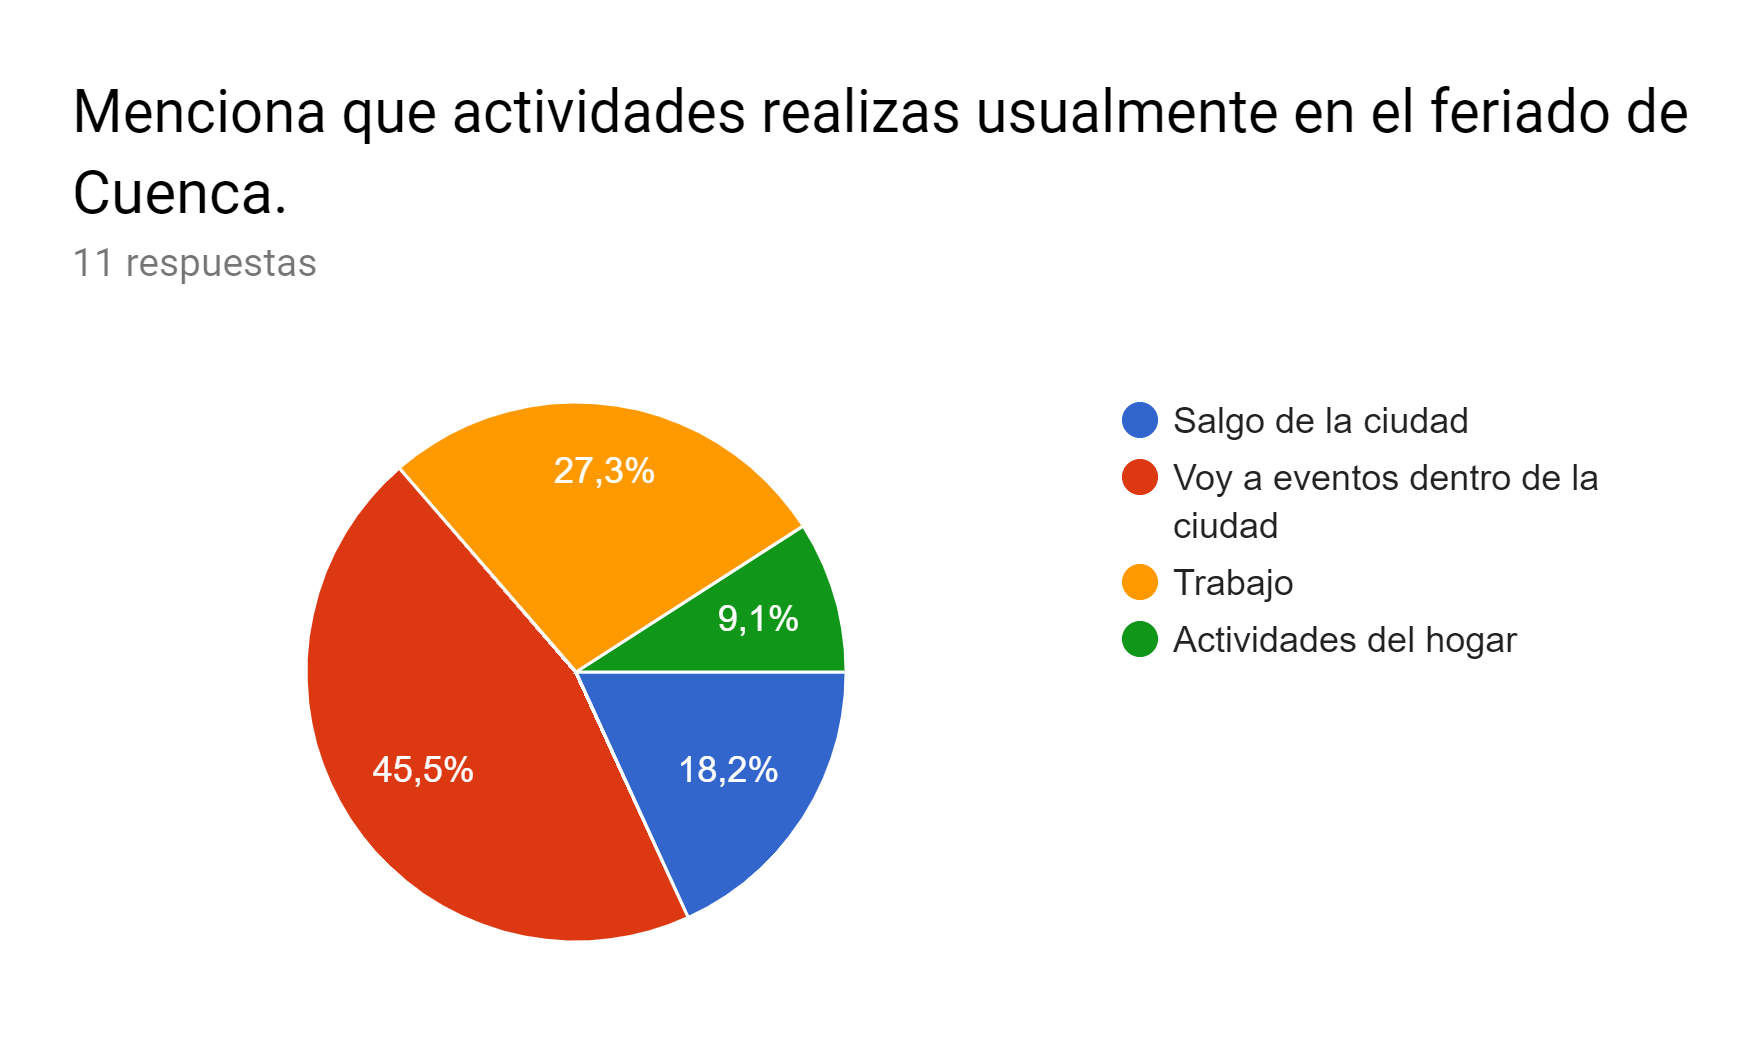 Menciona que actividades realizas usualmente en el feriado de
Cuenca.
11 respuestas
27,3%
9,1%
45,5%
18,2%
Salgo de la ciudad
Voy a eventos dentro de la
ciudad
Trabajo
Actividades del hogar